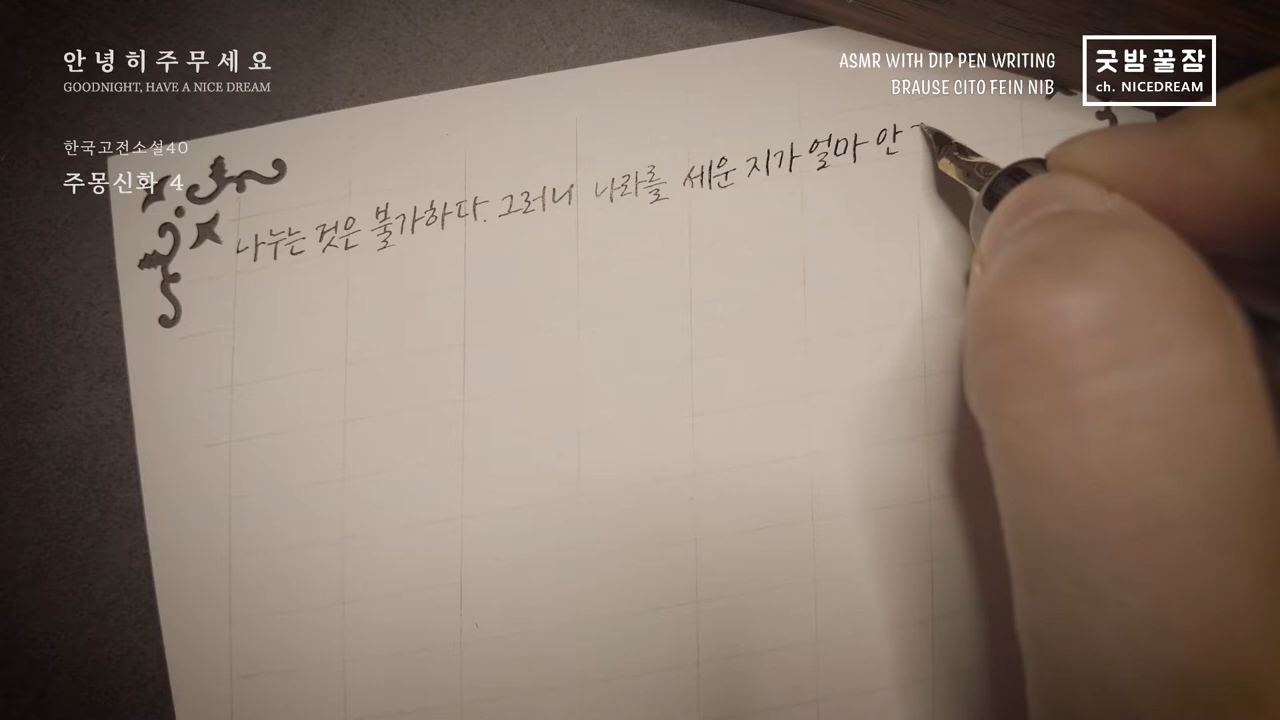 안녕히주무세요
GOODNIGHT, HAVE A NICE DREAM
한국고전소설40
주몽신화 4
ASMR WITH DIP PEN WRITING
BRAUSE CITO FEIN NIB
굿밤꿀잠
ch. NICEDREAM
나누는 것은 불가하다. 그러니 나라를 세운 지가 얼마 안